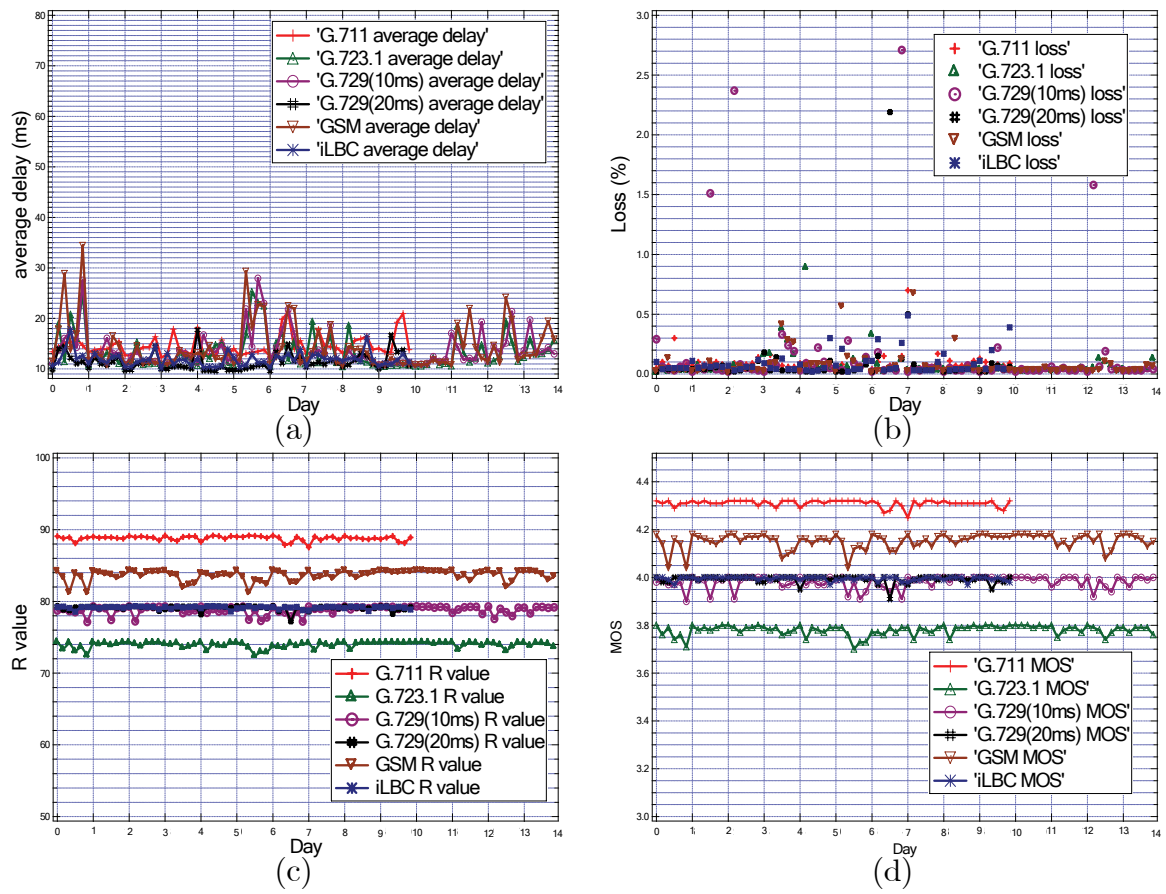 80
70
60
50
40
30
20
10
average delay (ms)
'G.711 average delay'
'G.723.1 average delay'
'G.729(10ms) average delay'
'G.729(20ms) average delay'
'GSM average delay'
'iLBC average delay'
0 1 2 3 4 5 6 7 8 9 10 11 12 13 14
Day
(a)
3.0
2.5
2.0
1.5
1.0
0.5
0.0
Loss (%)
'G.711 loss'
'G.723.1 loss'
'G.729(10ms) loss'
'G.729(20ms) loss'
'GSM loss'
'iLBC loss'
0 1 2 3 4 5 6 7 8 9 10 11 12 13 14
Day
(b)
100
90
80
70
60
50
R value
G.711 R value
G.723.1 R value
G.729(10ms) R value
G.729(20ms) R value
GSM R value
iLBC R value
0 1 2 3 4 5 6 7 8 9 10 11 12 13 14
Day
(c)
4.4
4.2
4.0
3.8
3.6
3.4
3.2
3.0
MOS
'G.711 MOS'
'G.723.1 MOS'
'G.729(10ms) MOS'
'G.729(20ms) MOS'
'GSM MOS'
'iLBC MOS'
0 1 2 3 4 5 6 7 8 9 10 11 12 13 14
Day
(d)